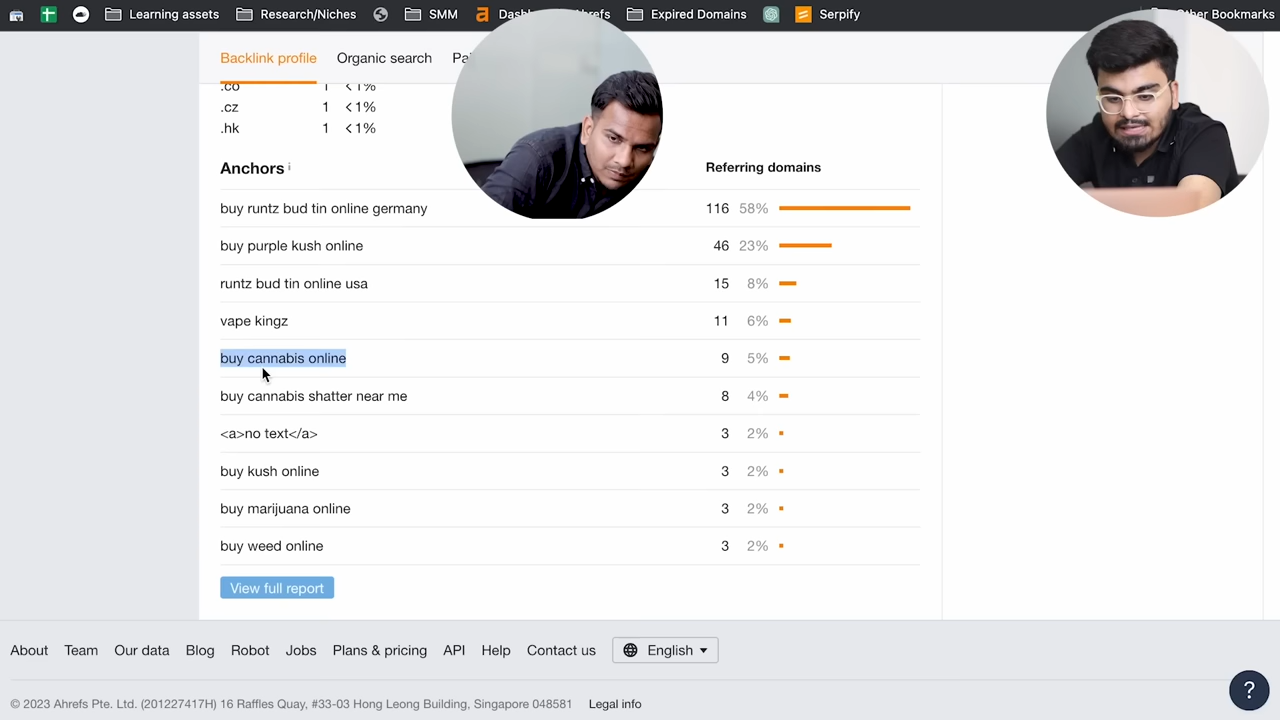 Learning assets Research/Niches SMM Expired Domains Serpify Other Bookmarks
Backlink profile Organic search
.co 1 <1%
.cz 1 <1%
.hk 1 <1%
Anchors i Referring domains
buy runtz bud tin online germany 116 58%
buy purple kush online 46 23%
runtz bud tin online usa 15 8%
vape kingz 11 6%
buy cannabis online 9 5%
buy cannabis shatter near me 8 4%
<a>no text</a> 3 2%
buy kush online 3 2%
buy marijuana online 3 2%
buy weed online 3 2%
View full report
About Team Our data Blog Robot Jobs Plans & pricing API Help Contact us English
?
© 2023 Ahrefs Pte. Ltd. (201227417H) 16 Raffles Quay, #33-03 Hong Leong Building, Singapore 048581 Legal info